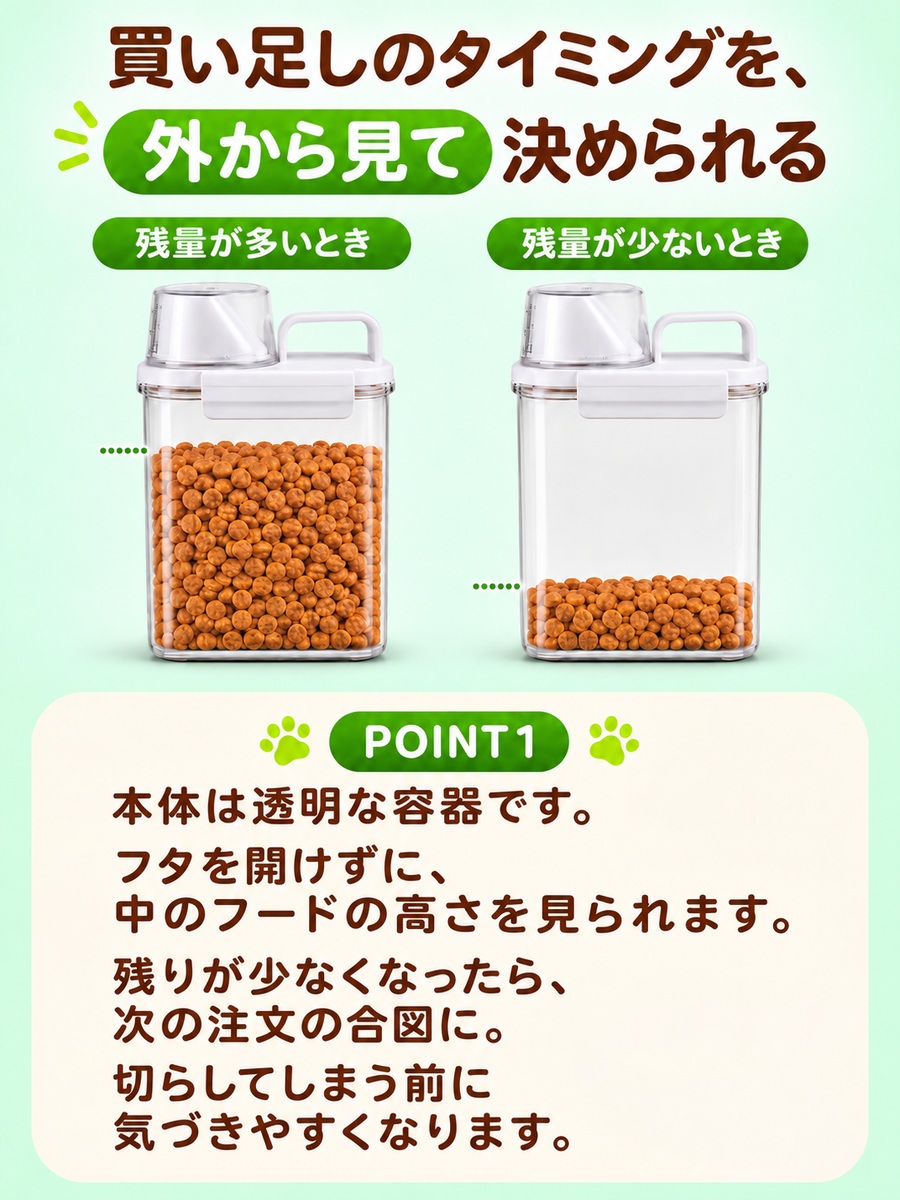 買い足しのタイミングを、
外から見て決められる
残量が多いとき
残量が少ないとき
POINT1
本体は透明な容器です。
フタを開けずに、
中のフードの高さを見られます。
残りが少なくなったら、
次の注文の合図に。
切らしてしまう前に
気づきやすくなります。